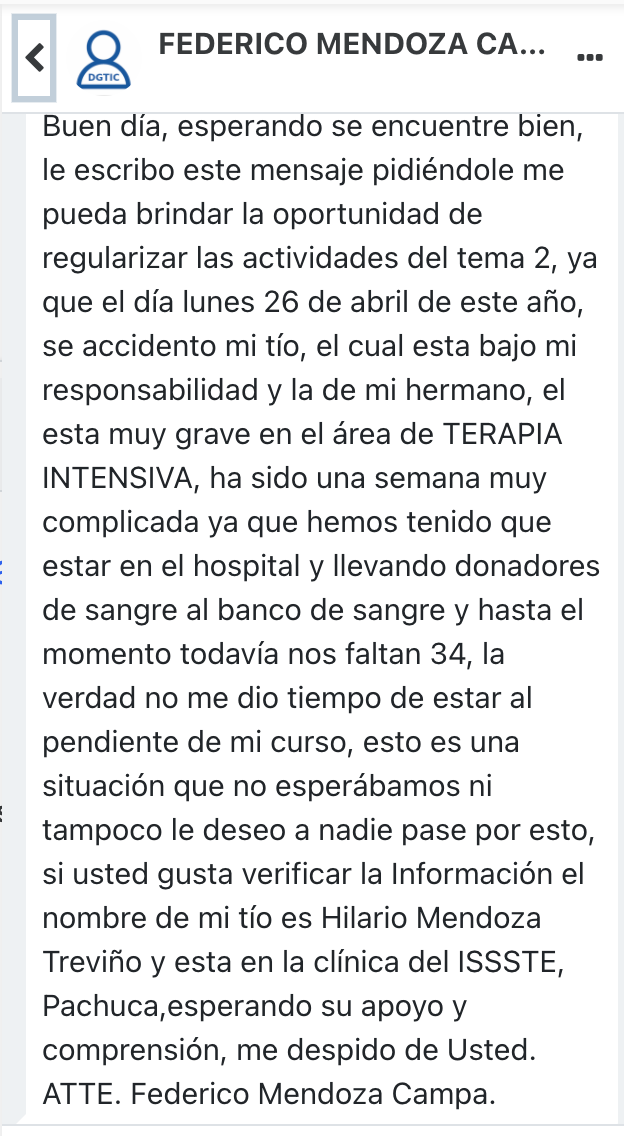 FEDERICO MENDOZA CA...
DGTIC
Buen día, esperando se encuentre bien,
le escribo este mensaje pidiéndole me
pueda brindar la oportunidad de
regularizar las actividades del tema 2, ya
que el día lunes 26 de abril de este año,
se accidento mi tío, el cual esta bajo mi
responsabilidad y la de mi hermano, el
esta muy grave en el área de TERAPIA
INTENSIVA, ha sido una semana muy
complicada ya que hemos tenido que
estar en el hospital y llevando donadores
de sangre al banco de sangre y hasta el
momento todavía nos faltan 34, la
verdad no me dio tiempo de estar al
pendiente de mi curso, esto es una
situación que no esperábamos ni
tampoco le deseo a nadie pase por esto,
si usted gusta verificar la Información el
nombre de mi tío es Hilario Mendoza
Treviño y esta en la clínica del ISSSTE,
Pachuca,esperando su apoyo y
comprensión, me despido de Usted.
ATTE. Federico Mendoza Campa.